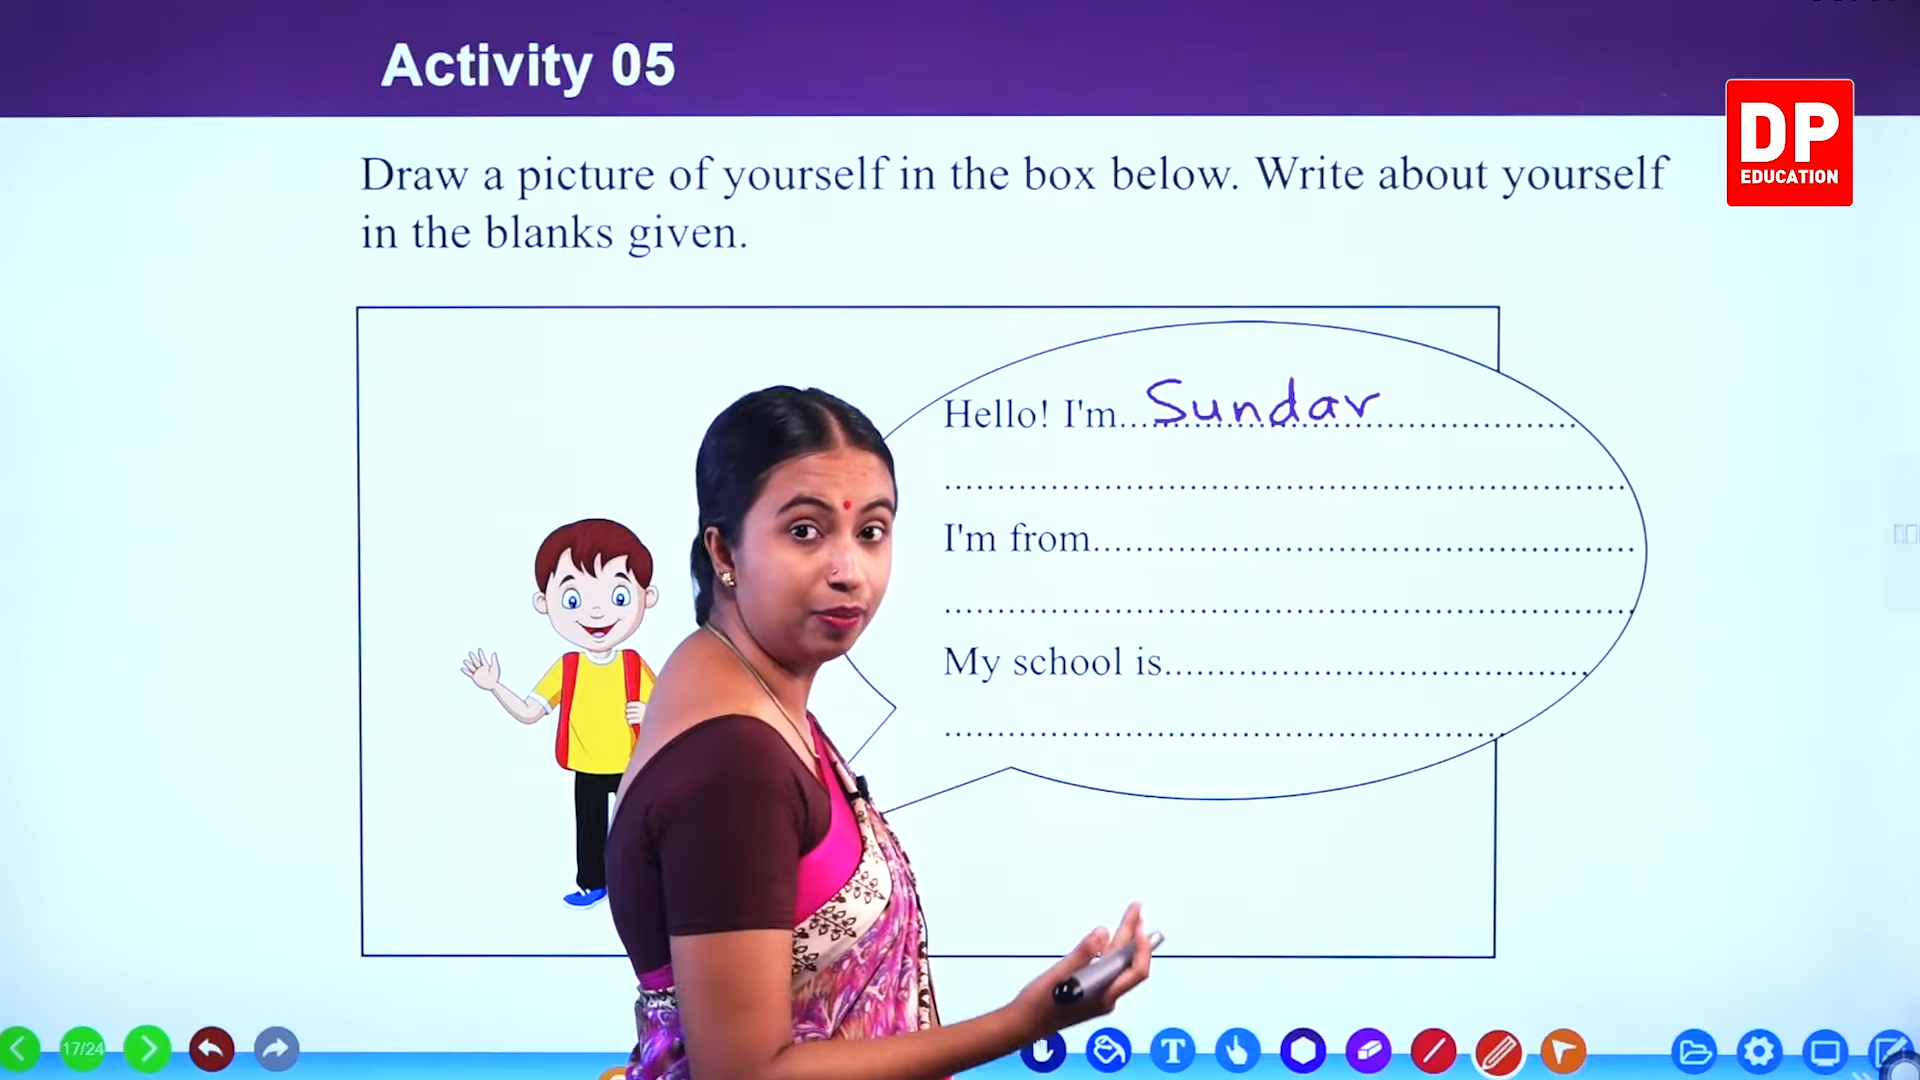 Activity 05
DP
EDUCATION
Draw a picture of yourself in the box below. Write about yourself
in the blanks given.
Hello! I'm....Sundar..........................
......................................................................
I'm from.......................................................
......................................................................
My school is...........................................
.........................................................
17/24
T